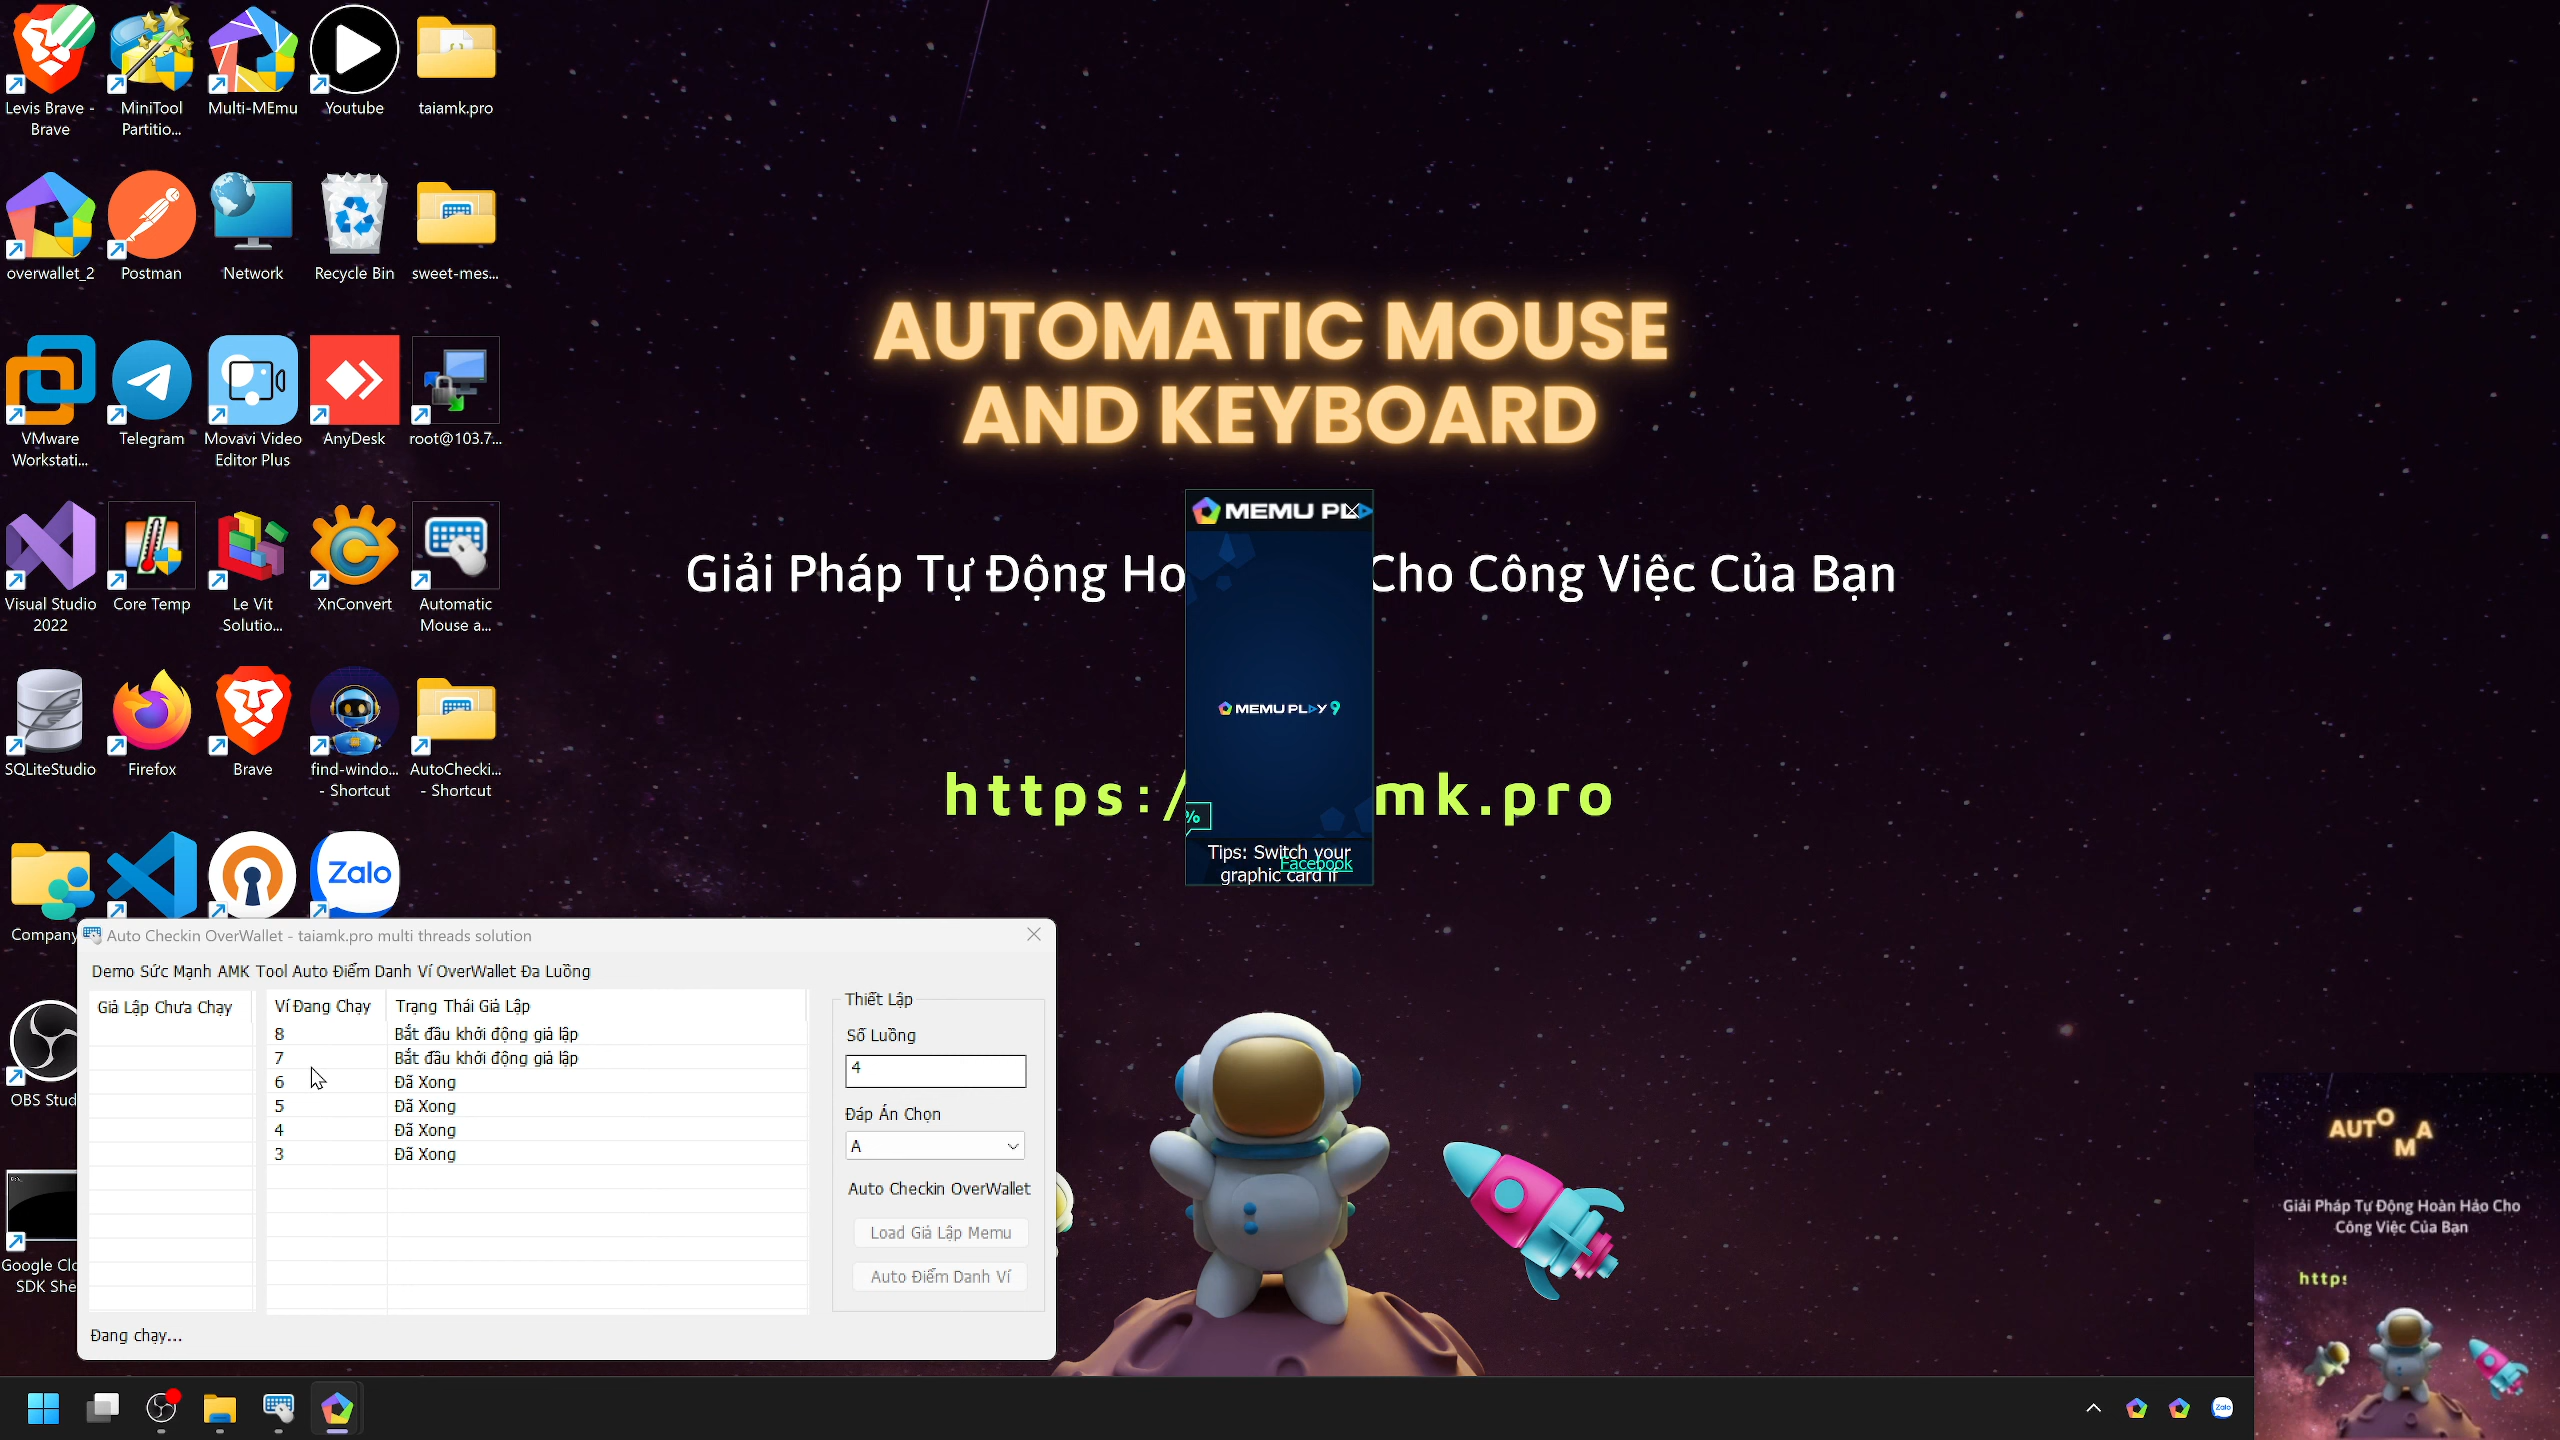 Levis Brave -
Brave
MiniTool
Partitio...
Multi-MEmu
Youtube
taiamk.pro
overwallet_2
Postman
Network
Recycle Bin
sweet-mes...
VMware
Workstati...
Telegram
Movavi Video
Editor Plus
AnyDesk
root@103.7...
Visual Studio
2022
Core Temp
Le Vit
Solutio...
XnConvert
Automatic
Mouse a...
SQLiteStudio
Firefox
Brave
find-windo...
- Shortcut
AutoChecki...
- Shortcut
Zalo
Company
OBS Stud
Google Clo
SDK She
AUTOMATIC MOUSE
AND KEYBOARD
Giải Pháp Tự Động Ho
Cho Công Việc Của Bạn
https:/
mk.pro
MEMU PL
MEMU PLAY 9
%
Tips: Switch your
graphic card if
Facebook
Auto Checkin OverWallet - taiamk.pro multi threads solution
Demo Sức Mạnh AMK Tool Auto Điểm Danh Ví OverWallet Đa Luồng
Giả Lập Chưa Chạy
Ví Đang Chạy Trạng Thái Giả Lập
8 Bắt đầu khởi động giả lập
7 Bắt đầu khởi động giả lập
6 Đã Xong
5 Đã Xong
4 Đã Xong
3 Đã Xong
Thiết Lập
Số Luồng
4
Đáp Án Chọn
A
Auto Checkin OverWallet
Load Giả Lập Memu
Auto Điểm Danh Ví
Đang chạy...
AUTOMA
Giải Pháp Tự Động Hoàn Hảo Cho
Công Việc Của Bạn
https
Zalo